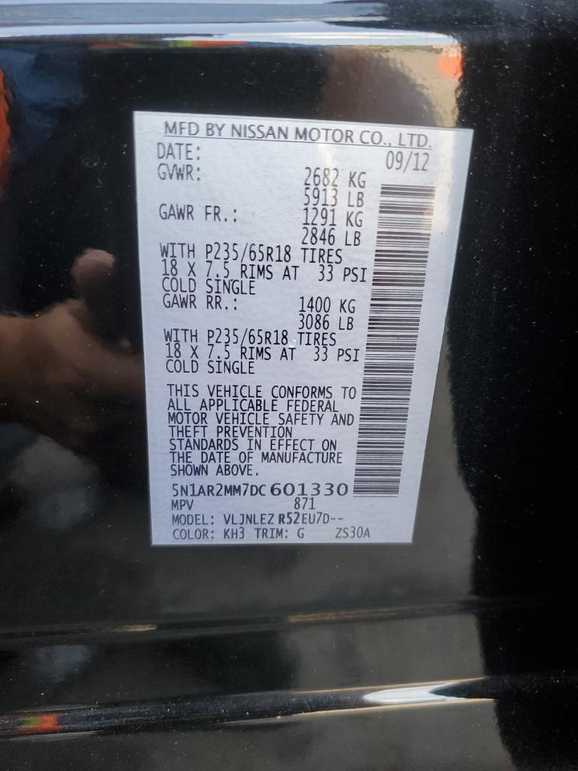 MFD BY NISSAN MOTOR CO., LTD.
DATE: 09/12
GVWR: 2682 KG
5913 LB
GAWR FR.: 1291 KG
2846 LB
WITH P235/65R18 TIRES
18 X 7.5 RIMS AT 33 PSI
COLD SINGLE
GAWR RR.: 1400 KG
3086 LB
WITH P235/65R18 TIRES
18 X 7.5 RIMS AT 33 PSI
COLD SINGLE
THIS VEHICLE CONFORMS TO
ALL APPLICABLE FEDERAL
MOTOR VEHICLE SAFETY AND
THEFT PREVENTION
STANDARDS IN EFFECT ON
THE DATE OF MANUFACTURE
SHOWN ABOVE.
5N1AR2MM7DC601330
MPV 871
MODEL: VLJNLEZ R52EU7D--
COLOR: KH3 TRIM: G ZS30A